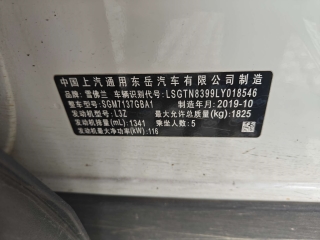 中国上汽通用东岳汽车有限公司制造
品牌: 雪佛兰 车辆识别代号: LSGTN8399LY018546
整车型号: SGM7137GBA1 制造年月: 2019-10
发动机型号: L3Z 最大允许总质量(kg): 1825
发动机排量(mL): 1341 乘坐人数: 5
发动机最大净功率(kW): 116